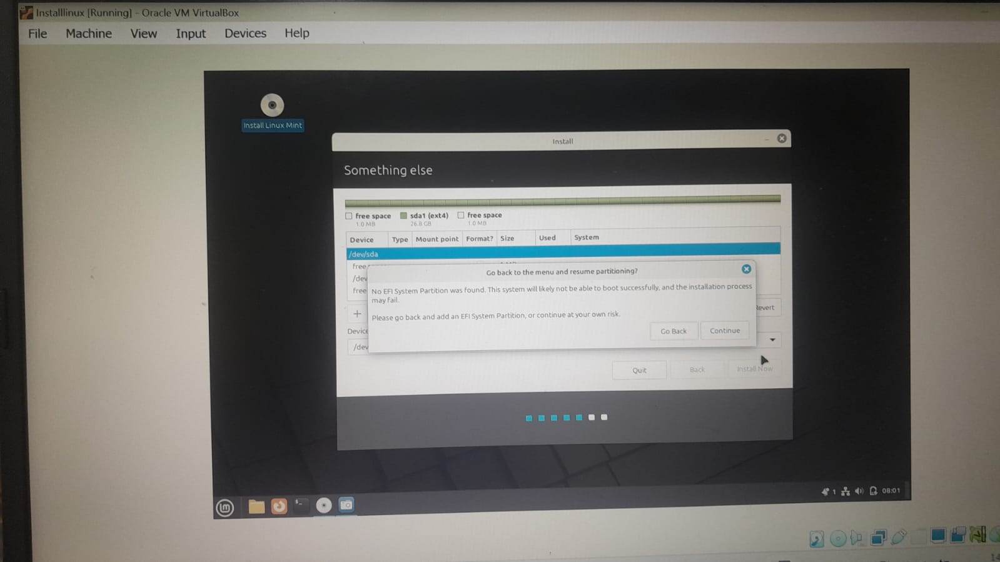 Installlinux [Running] - Oracle VM VirtualBox
File Machine View Input Devices Help
Install Linux Mint
Install
Something else
free space sda1 (ext4) free space
1.0 MB 26.8 GB 1.0 MB
Device Type Mount point Format? Size Used System
/dev/sda
free
/dev
free
Go back to the menu and resume partitioning?
No EFI System Partition was found. This system will likely not be able to boot successfully, and the installation process
may fail.
Please go back and add an EFI System Partition, or continue at your own risk.
Go Back Continue
+
Revert
Device
/dev
Quit Back Install Now
1 08:01